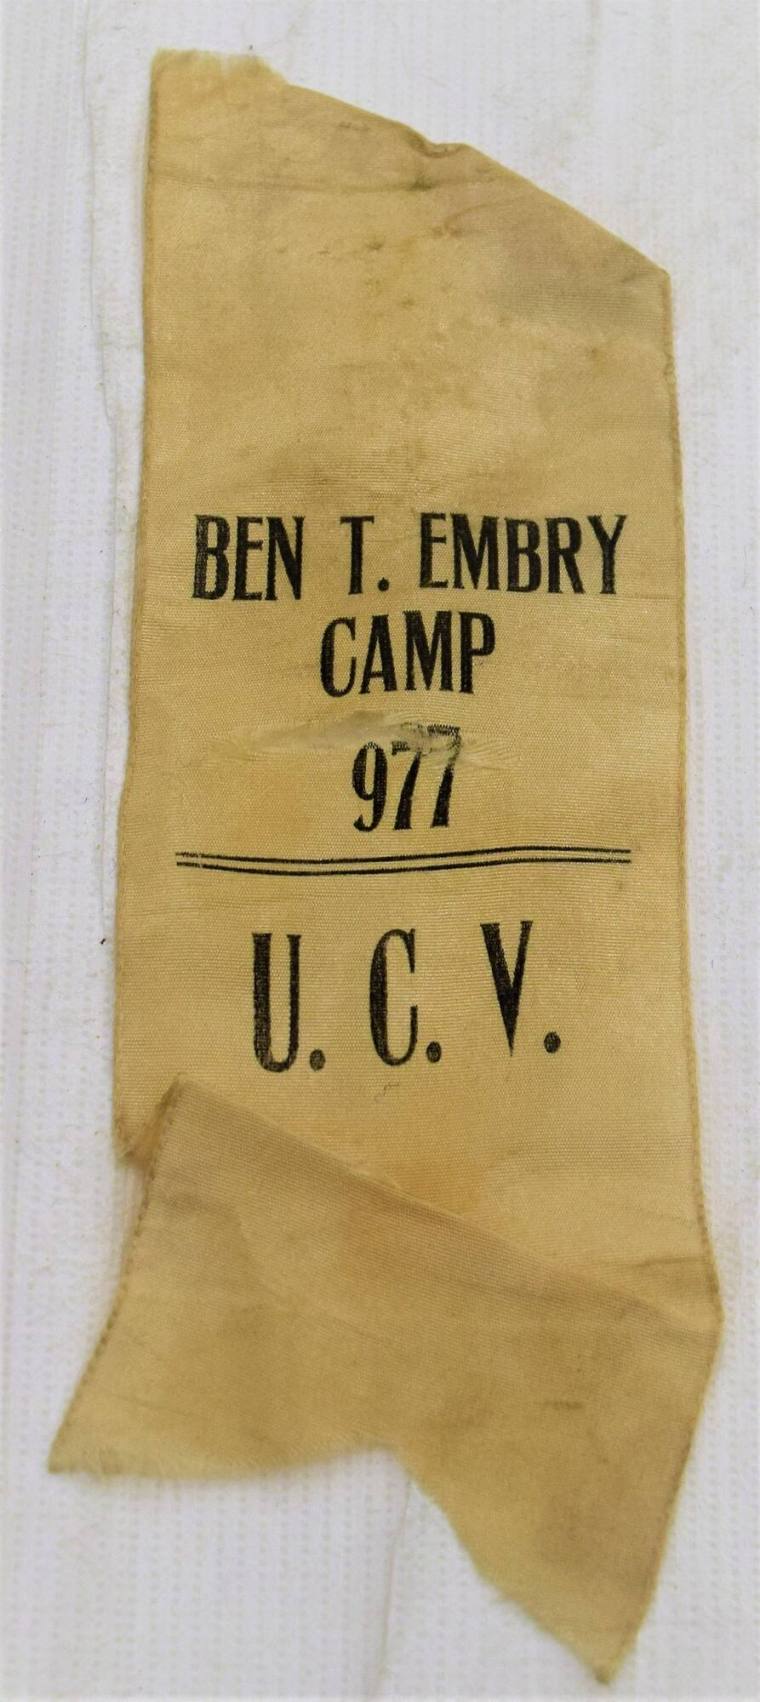 BEN T. EMBRY
CAMP
977
U. C. V.